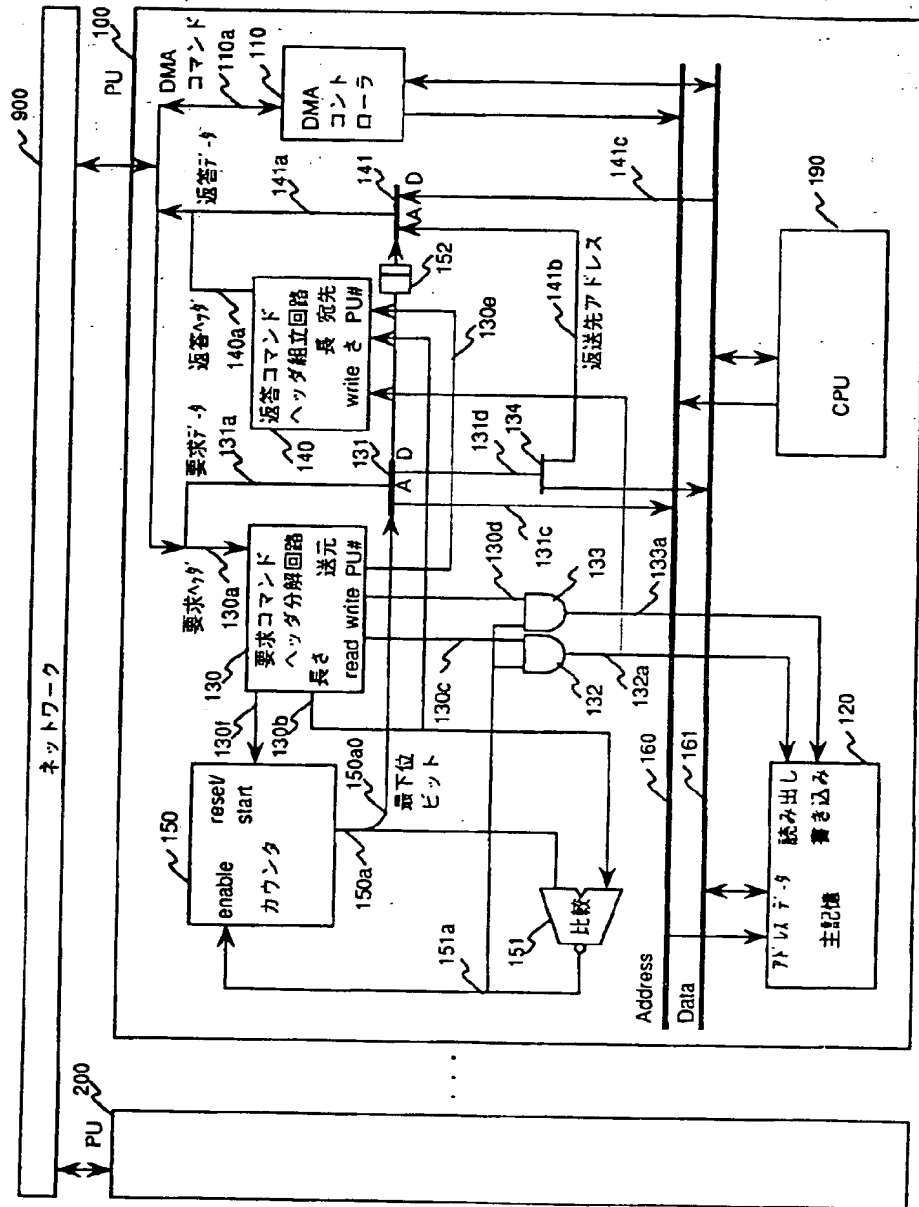 900
ネットワーク
PU
200
PU
100
DMA
コマンド
110a
110
DMA
コント
ローラ
返答データ
141a
141
A
D
141c
返答ヘッダ
140a
返答コマンド
ヘッダ組立回路
長 宛先
write さ PU#
140
152
130e
141b
返送先アドレス
要求データ
131a
131
A
D
131d
134
131c
要求ヘッダ
130a
130
要求コマンド
ヘッダ分解回路
長さ 送元
read write PU#
130f
130b
130c
130d
133
133a
132
132a
150
reset/
start
enable
カウンタ
150a0
最下位
ビット
150a
151a
151
比較
160
161
Address
Data
120
アドレス データ 読み出し
書き込み
主記憶
190
CPU
. . .